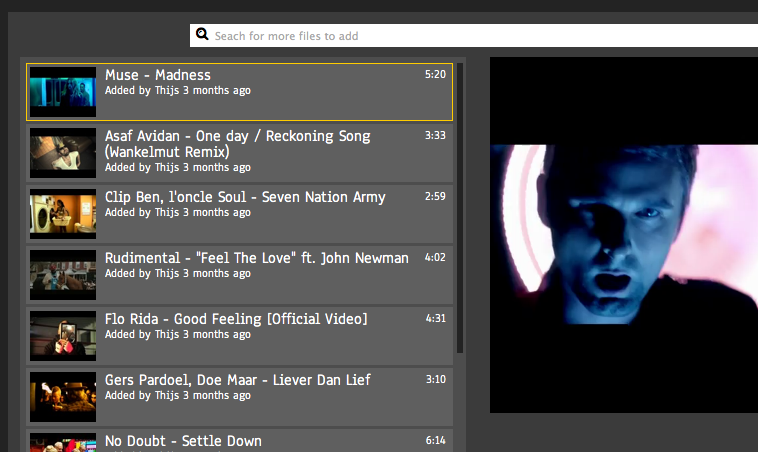 Seach for more files to add
Muse - Madness
5:20
Added by Thijs 3 months ago
Asaf Avidan - One day / Reckoning Song
3:33
(Wankelmut Remix)
Added by Thijs 3 months ago
Clip Ben, l'oncle Soul - Seven Nation Army
2:59
Added by Thijs 3 months ago
Rudimental - "Feel The Love" ft. John Newman
4:02
Added by Thijs 3 months ago
Flo Rida - Good Feeling [Official Video]
4:31
Added by Thijs 3 months ago
Gers Pardoel, Doe Maar - Liever Dan Lief
3:10
Added by Thijs 3 months ago
No Doubt - Settle Down
6:14